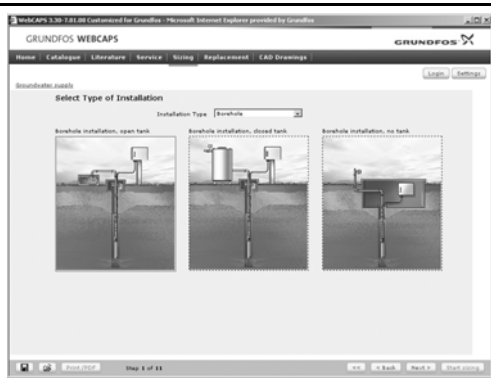 WebCAPS 3.30-7.01.08 Customized for Grundfos - Microsoft Internet Explorer provided by Grundfos
GRUNDFOS WEBCAPS
GRUNDFOS
Home Catalogue Literature Service Sizing Replacement CAD Drawings
Login Settings
Groundwater supply
Select Type of Installation
Installation Type Borehole
Borehole installation, open tank Borehole installation, closed tank Borehole installation, no tank
Print/PDF Step 1 of 11 << < Back Next > Start sizing